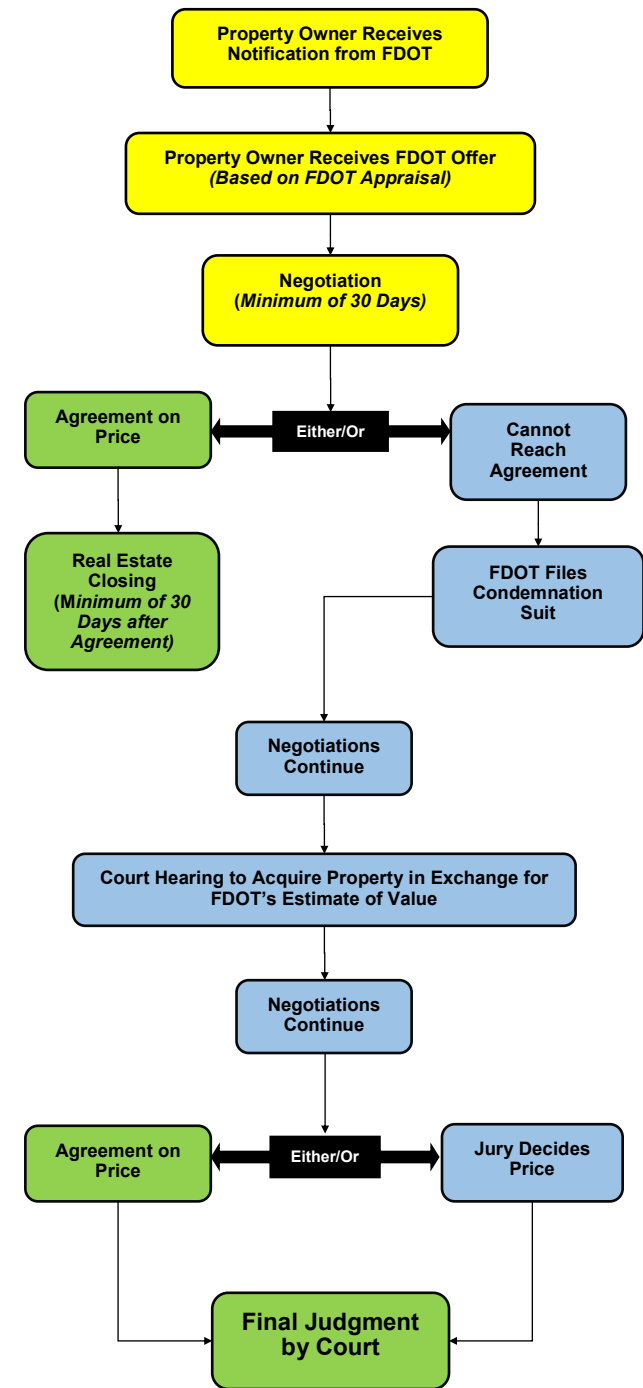 Property Owner Receives
Notification from FDOT
Property Owner Receives FDOT Offer
(Based on FDOT Appraisal)
Negotiation
(Minimum of 30 Days)
Agreement on
Price
Either/Or
Cannot
Reach
Agreement
Real Estate
Closing
(Minimum of 30
Days after
Agreement)
FDOT Files
Condemnation
Suit
Negotiations
Continue
Court Hearing to Acquire Property in Exchange for
FDOT’s Estimate of Value
Negotiations
Continue
Agreement on
Price
Either/Or
Jury Decides
Price
Final Judgment
by Court